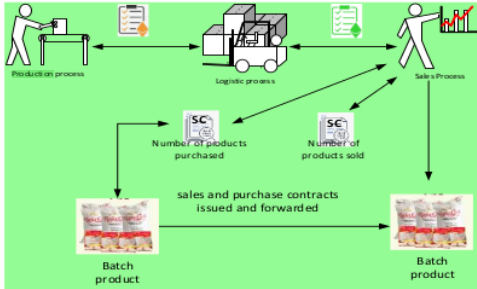 Production process
Logistic process
Sales Process
SC
SC
Number of products
purchased
Number of
products sold
sales and purchase contracts
issued and forwarded
Batch
product
Batch
product